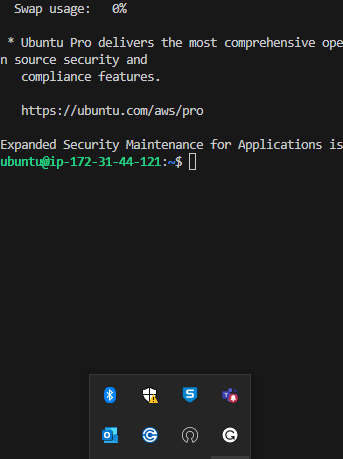 Swap usage:   0%
* Ubuntu Pro delivers the most comprehensive ope
n source security and
compliance features.
https://ubuntu.com/aws/pro
Expanded Security Maintenance for Applications is
ubuntu@ip-172-31-44-121:~$